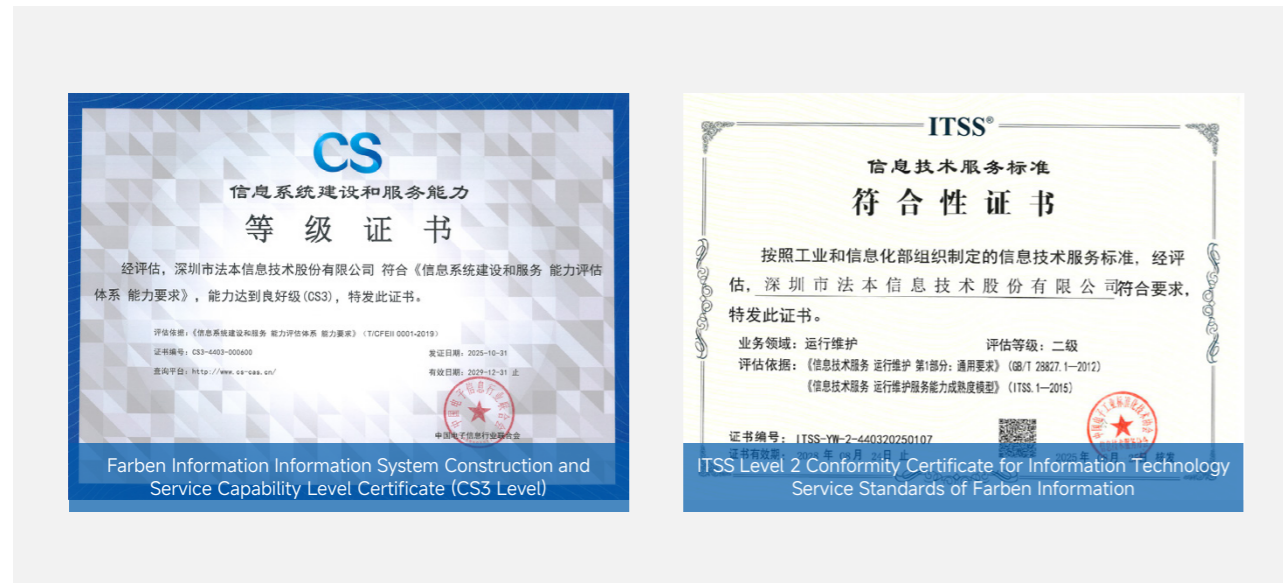 CS
信息系统建设和服务能力
等级证书
经评估，深圳市法本信息技术股份有限公司 符合《信息系统建设和服务 能力评估
体系 能力要求》，能力达到良好级(CS3)，特发此证书。
评估依据：《信息系统建设和服务 能力评估体系 能力要求》（T/CFEII 0001-2019）
证书编号：CS3-4403-000600
发证日期：2025-10-31
查询平台：http://www.cs-cas.cn/
有效日期：2029-12-31 止
中国电子信息行业联合会
Farben Information Information System Construction and
Service Capability Level Certificate (CS3 Level)
ITSS®
信息技术服务标准
符合性证书
按照工业和信息化部组织制定的信息技术服务标准，经评
估，深圳市法本信息技术股份有限公司符合要求，
特发此证书。
业务领域：运行维护
评估等级：二级
评估依据：《信息技术服务 运行维护 第1部分：通用要求》（GB/T 28827.1—2012）
《信息技术服务 运行维护服务能力成熟度模型》（ITSS.1—2015）
证书编号：ITSS-YW-2-440320250107
证书有效期：
ITSS Level 2 Conformity Certificate for Information Technology
Service Standards of Farben Information